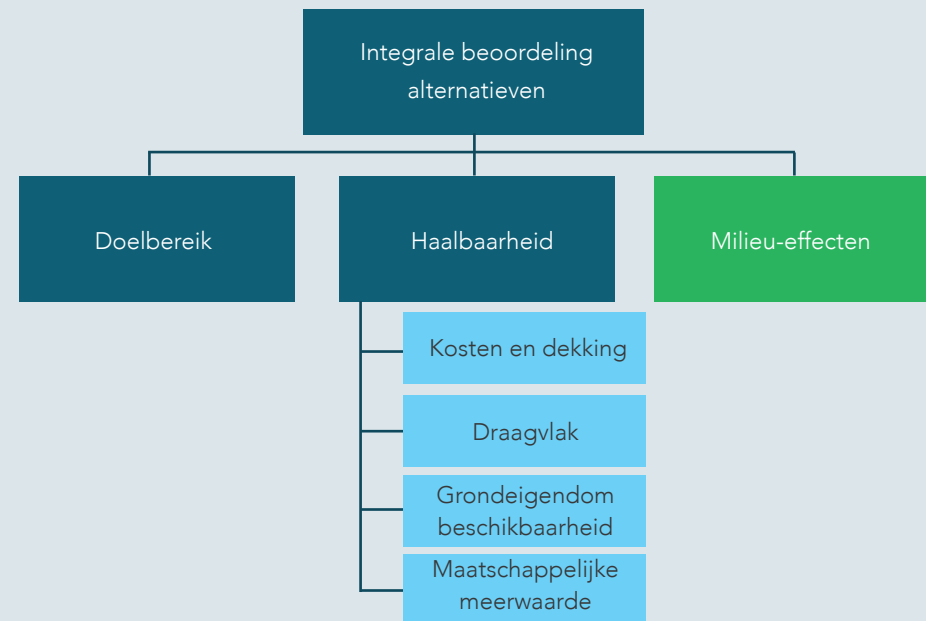 Integrale beoordeling
alternatieven
Doelbereik
Haalbaarheid
Milieu-effecten
Kosten en dekking
Draagvlak
Grondeigendom
beschikbaarheid
Maatschappelijke
meerwaarde